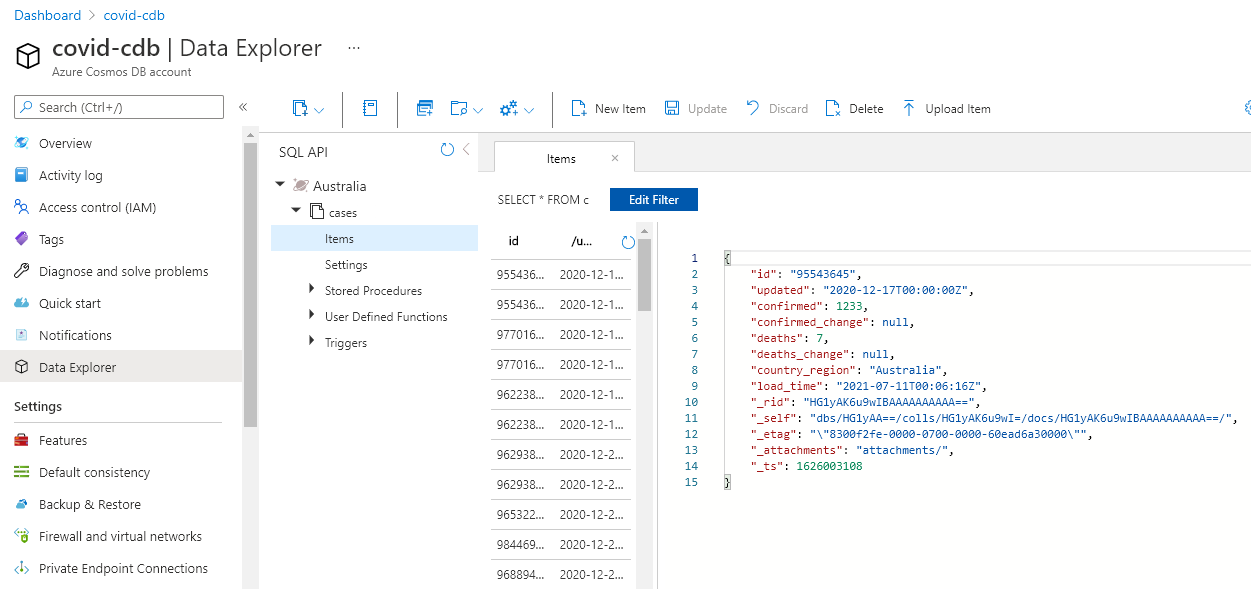 Dashboard > covid-cdb
covid-cdb | Data Explorer ...
Azure Cosmos DB account
Search (Ctrl+/)
«
Overview
Activity log
Access control (IAM)
Tags
Diagnose and solve problems
Quick start
Notifications
Data Explorer
Settings
Features
Default consistency
Backup & Restore
Firewall and virtual networks
Private Endpoint Connections
New Item
Update
Discard
Delete
Upload Item
SQL API
Australia
cases
Items
Settings
Stored Procedures
User Defined Functions
Triggers
Items ×
SELECT * FROM c
Edit Filter
id /u...
955436... 2020-12-1...
955436... 2020-12-1...
977016... 2020-12-1...
977016... 2020-12-1...
962238... 2020-12-1...
962238... 2020-12-1...
962938... 2020-12-2...
962938... 2020-12-2...
965322... 2020-12-2...
984469... 2020-12-2...
968894... 2020-12-2...
1 {
2 "id": "95543645",
3 "updated": "2020-12-17T00:00:00Z",
4 "confirmed": 1233,
5 "confirmed_change": null,
6 "deaths": 7,
7 "deaths_change": null,
8 "country_region": "Australia",
9 "load_time": "2021-07-11T00:06:16Z",
10 "_rid": "HG1yAK6u9wIBAAAAAAAAAA==",
11 "_self": "dbs/HG1yAA==/colls/HG1yAK6u9wI=/docs/HG1yAK6u9wIBAAAAAAAAAA==/",
12 "_etag": "\"8300f2fe-0000-0700-0000-60ead6a30000\"",
13 "_attachments": "attachments/",
14 "_ts": 1626003108
15 }